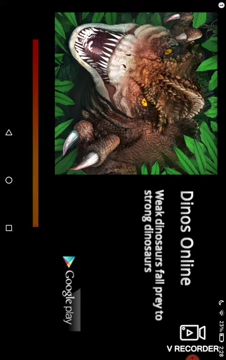 Dinos Online
Weak dinosaurs fall prey to
strong dinosaurs
Google play
V RECORDER